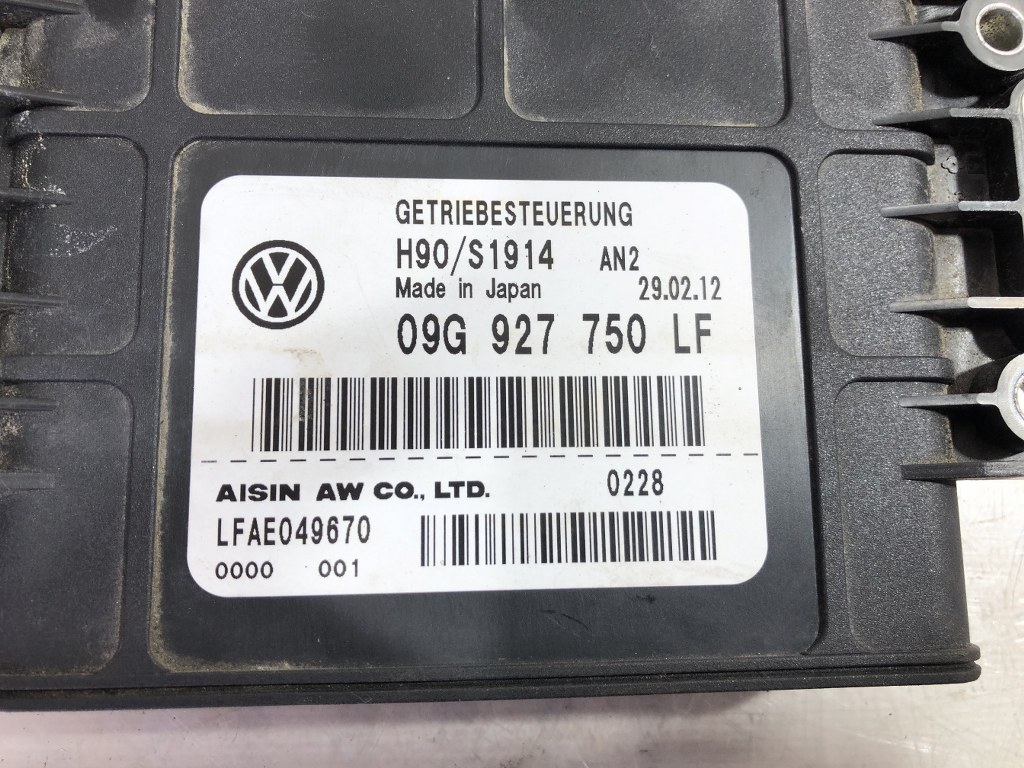 GETRIEBESTEUERUNG
H90/S1914 AN2
Made in Japan 29.02.12
09G 927 750 LF
AISIN AW CO., LTD. 0228
LFAE049670
0000 001